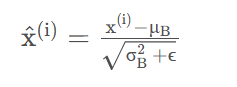 x̂⁽ⁱ⁾ = (x⁽ⁱ⁾−μ_B)/√(σ_B² +ϵ)